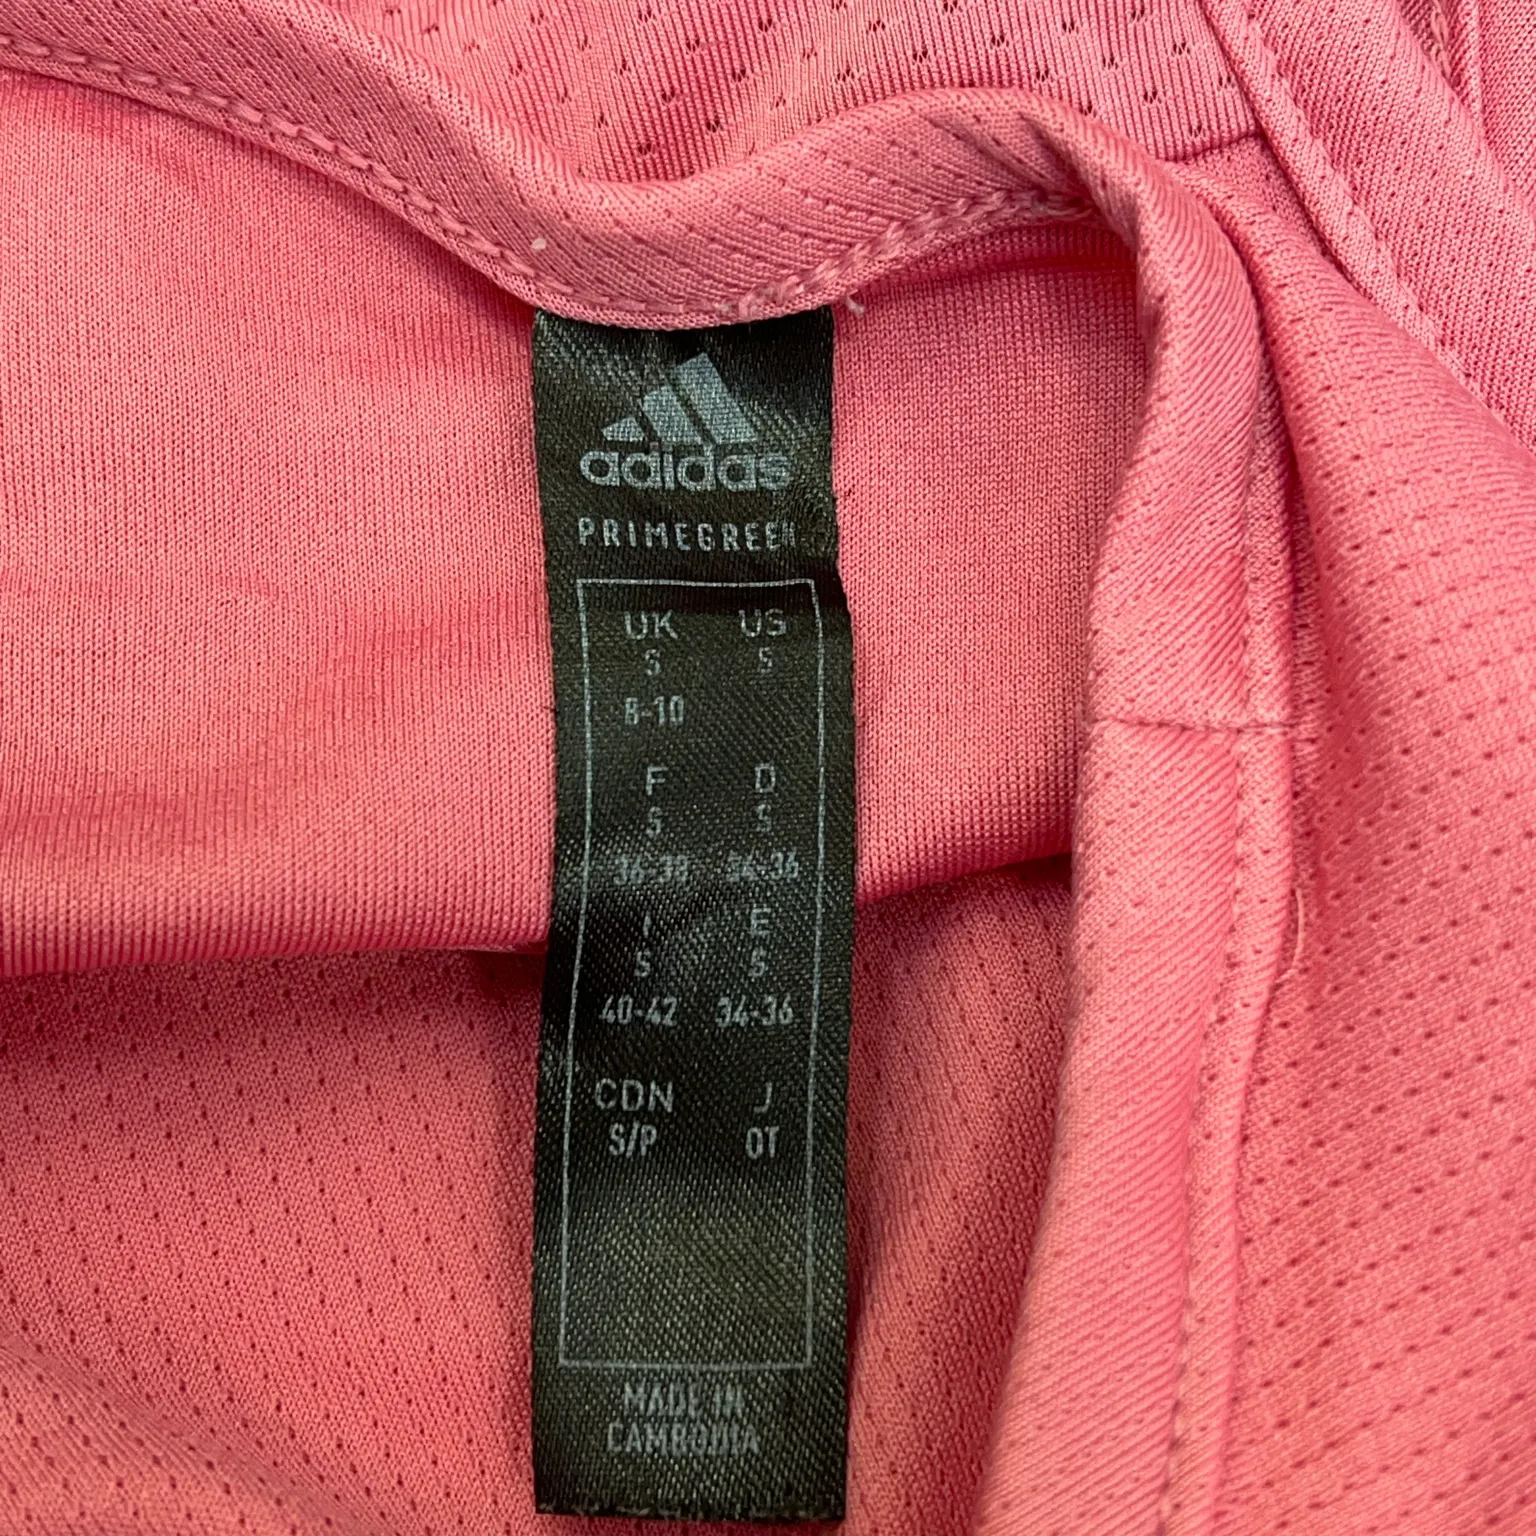 adidas
PRIMEGREEN
UK US
S S
8-10
F D
S S
36-38 34-36
I E
S S
40-42 34-36
CDN J
S/P OT
MADE IN
CAMBODIA